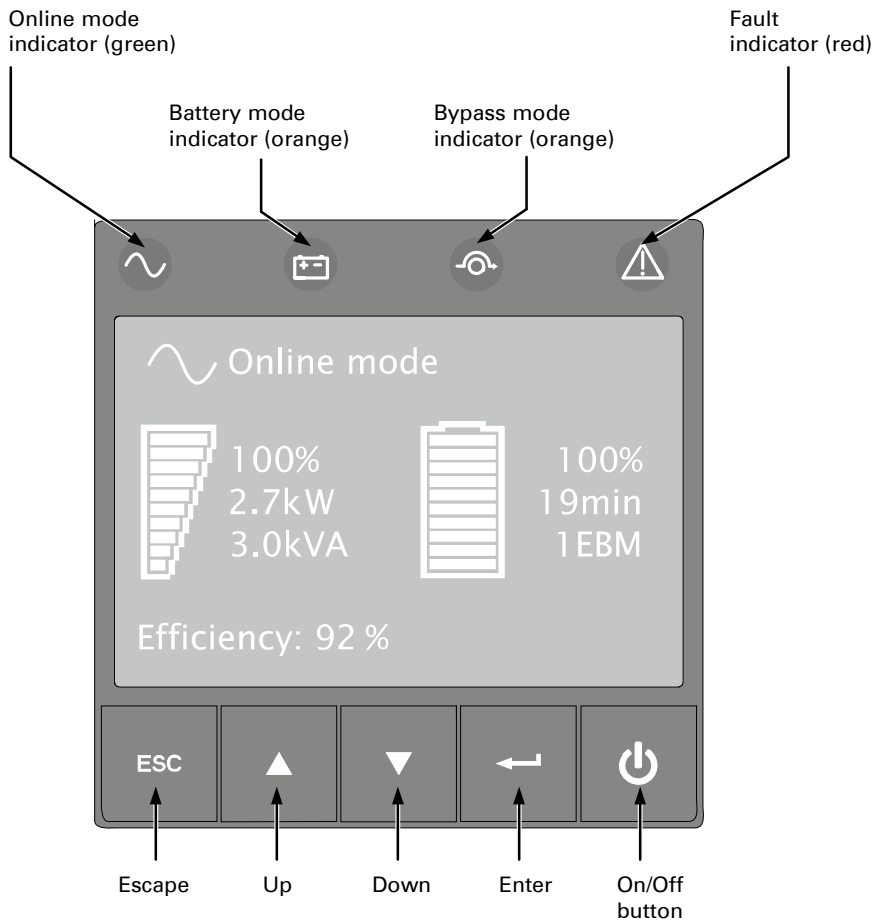 Online mode
indicator (green)
Fault
indicator (red)
Battery mode
indicator (orange)
Bypass mode
indicator (orange)
Online mode
100%
2.7kW
3.0kVA
100%
19min
1EBM
Efficiency: 92 %
ESC
Escape
Up
Down
Enter
On/Off
button